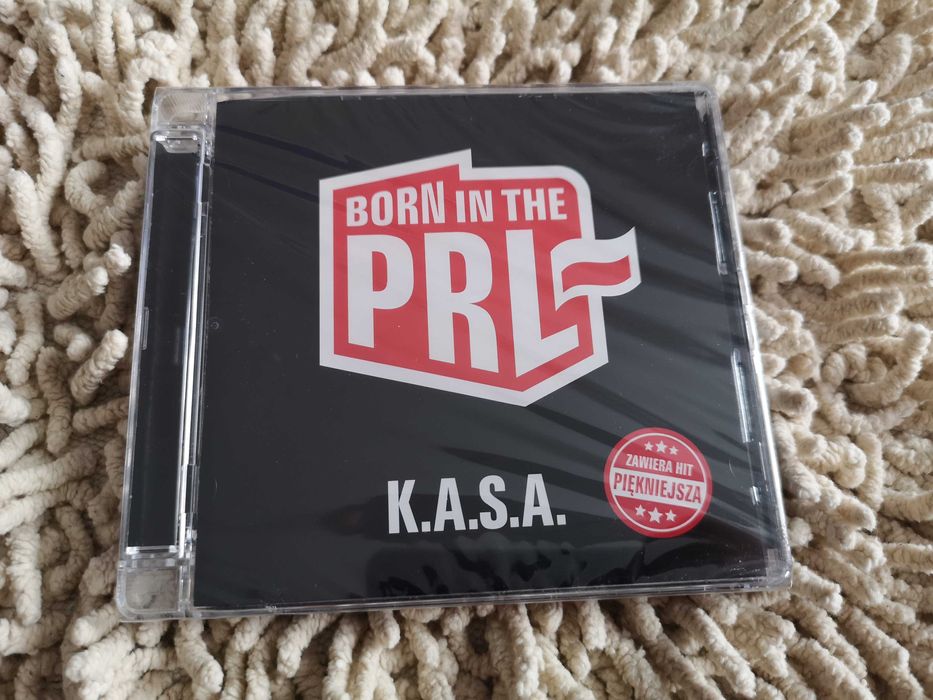 BORN IN THE
PRL
K.A.S.A.
ZAWIERA HIT
PIĘKNIEJSZA